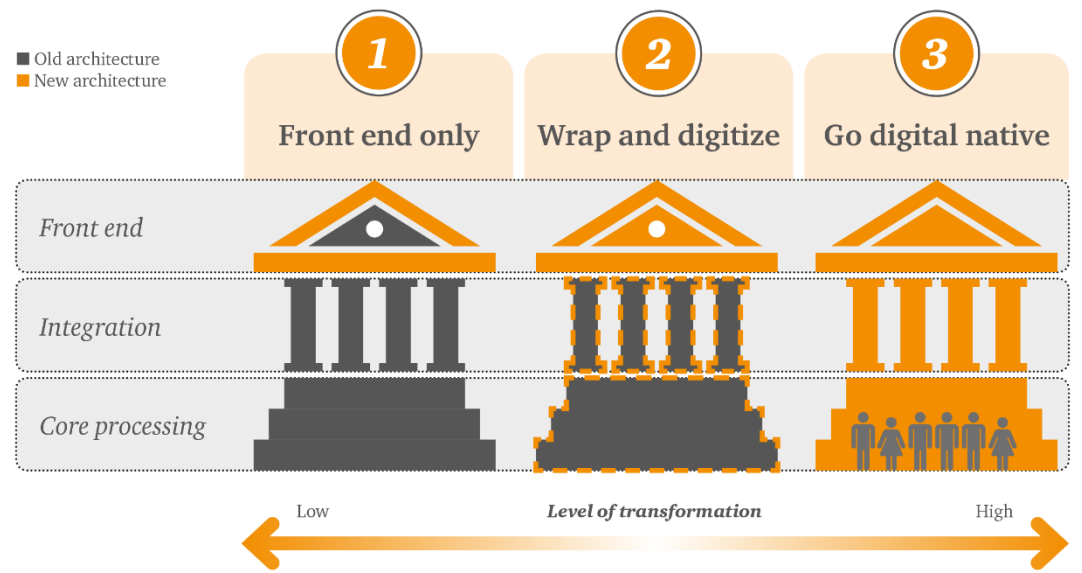 Old architecture
New architecture
1
2
3
Front end only
Wrap and digitize
Go digital native
Front end
Integration
Core processing
Low
Level of transformation
High